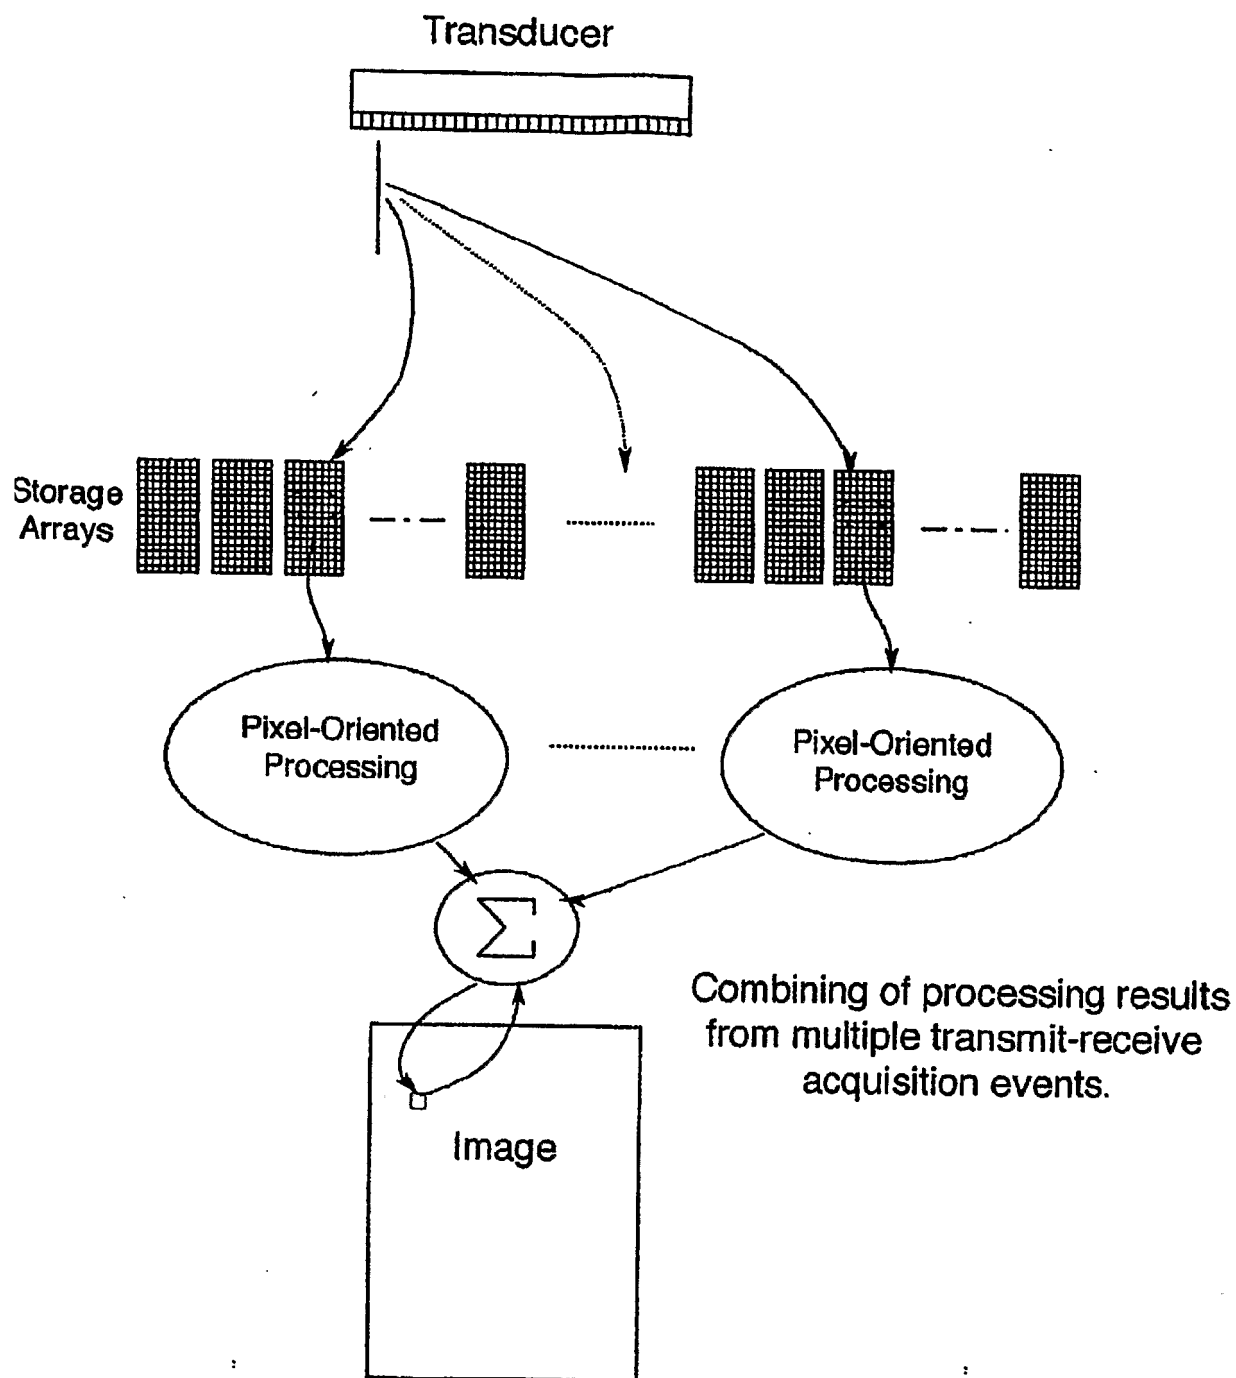 Transducer
Storage
Arrays
Pixel-Oriented
Processing
Pixel-Oriented
Processing
Σ
Combining of processing results
from multiple transmit-receive
acquisition events.
Image